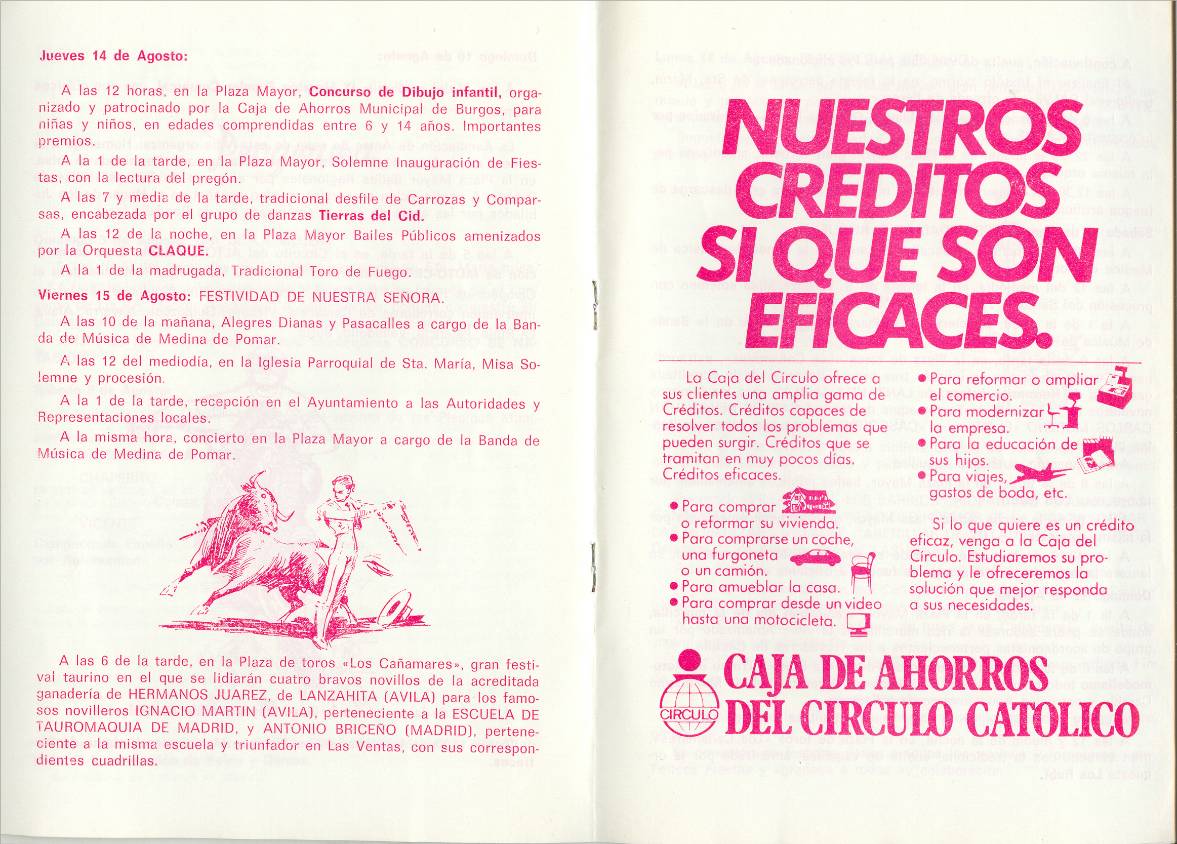 Jueves 14 de Agosto:
A las 12 horas, en la Plaza Mayor, Concurso de Dibujo infantil, orga-
nizado y patrocinado por la Caja de Ahorros Municipal de Burgos, para
niñas y niños, en edades comprendidas entre 6 y 14 años. Importantes
premios.
A la 1 de la tarde, en la Plaza Mayor, Solemne Inauguración de Fies-
tas, con la lectura del pregón.
A las 7 y media de la tarde, tradicional desfile de Carrozas y Compar-
sas, encabezada por el grupo de danzas Tierras del Cid.
A las 12 de la noche, en la Plaza Mayor Bailes Públicos amenizados
por la Orquesta CLAQUE.
A la 1 de la madrugada, Tradicional Toro de Fuego.
Viernes 15 de Agosto: FESTIVIDAD DE NUESTRA SEÑORA.
A las 10 de la mañana, Alegres Dianas y Pasacalles a cargo de la Ban-
da de Música de Medina de Pomar.
A las 12 del mediodía, en la Iglesia Parroquial de Sta. María, Misa So-
lemne y procesión.
A la 1 de la tarde, recepción en el Ayuntamiento a las Autoridades y
Representaciones locales.
A la misma hora, concierto en la Plaza Mayor a cargo de la Banda de
Música de Medina de Pomar.
A las 6 de la tarde, en la Plaza de toros «Los Cañamares», gran festi-
val taurino en el que se lidiarán cuatro bravos novillos de la acreditada
ganadería de HERMANOS JUAREZ, de LANZAHITA (AVILA) para los famo-
sos novilleros IGNACIO MARTIN (AVILA), perteneciente a la ESCUELA DE
TAUROMAQUIA DE MADRID, y ANTONIO BRICEÑO (MADRID), pertene-
ciente a la misma escuela y triunfador en Las Ventas, con sus correspon-
dientes cuadrillas.
NUESTROS
CREDITOS
SI QUE SON
EFICACES.
La Caja del Círculo ofrece a
sus clientes una amplia gama de
Créditos. Créditos capaces de
resolver todos los problemas que
pueden surgir. Créditos que se
tramitan en muy pocos días.
Créditos eficaces.
• Para comprar
o reformar su vivienda.
• Para comprarse un coche,
una furgoneta
o un camión.
• Para amueblar la casa.
• Para comprar desde un video
hasta una motocicleta.
• Para reformar o ampliar
el comercio.
• Para modernizar
la empresa.
• Para la educación de
sus hijos.
• Para viajes,
gastos de boda, etc.
Si lo que quiere es un crédito
eficaz, venga a la Caja del
Círculo. Estudiaremos su pro-
blema y le ofreceremos la
solución que mejor responda
a sus necesidades.
CIRCULO
CAJA DE AHORROS
DEL CIRCULO CATOLICO